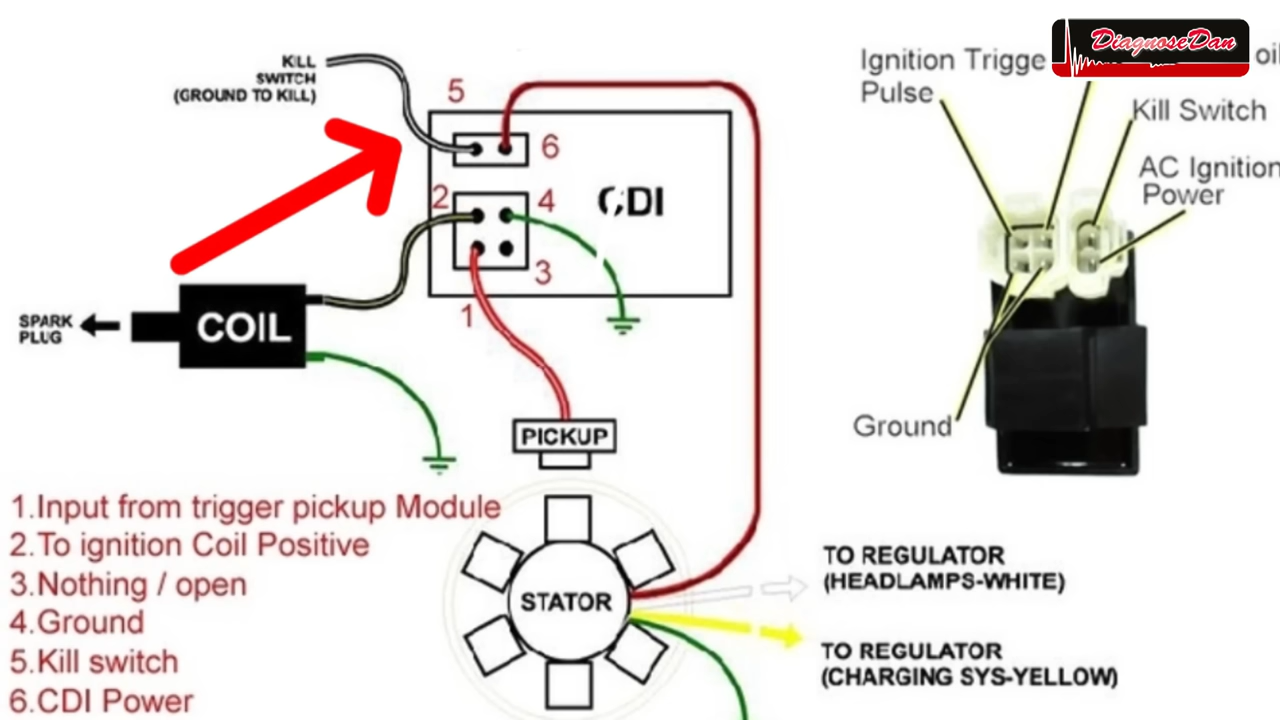 DiagnoseDan
KILL
SWITCH
(GROUND TO KILL)
5
6
2
4
CDI
3
1
COIL
SPARK
PLUG
PICKUP
STATOR
1.Input from trigger pickup Module
2.To ignition Coil Positive
3.Nothing / open
4.Ground
5.Kill switch
6.CDI Power
TO REGULATOR
(HEADLAMPS-WHITE)
TO REGULATOR
(CHARGING SYS-YELLOW)
Ignition Trigge
Pulse
Kill Switch
AC Ignition
Power
Ground